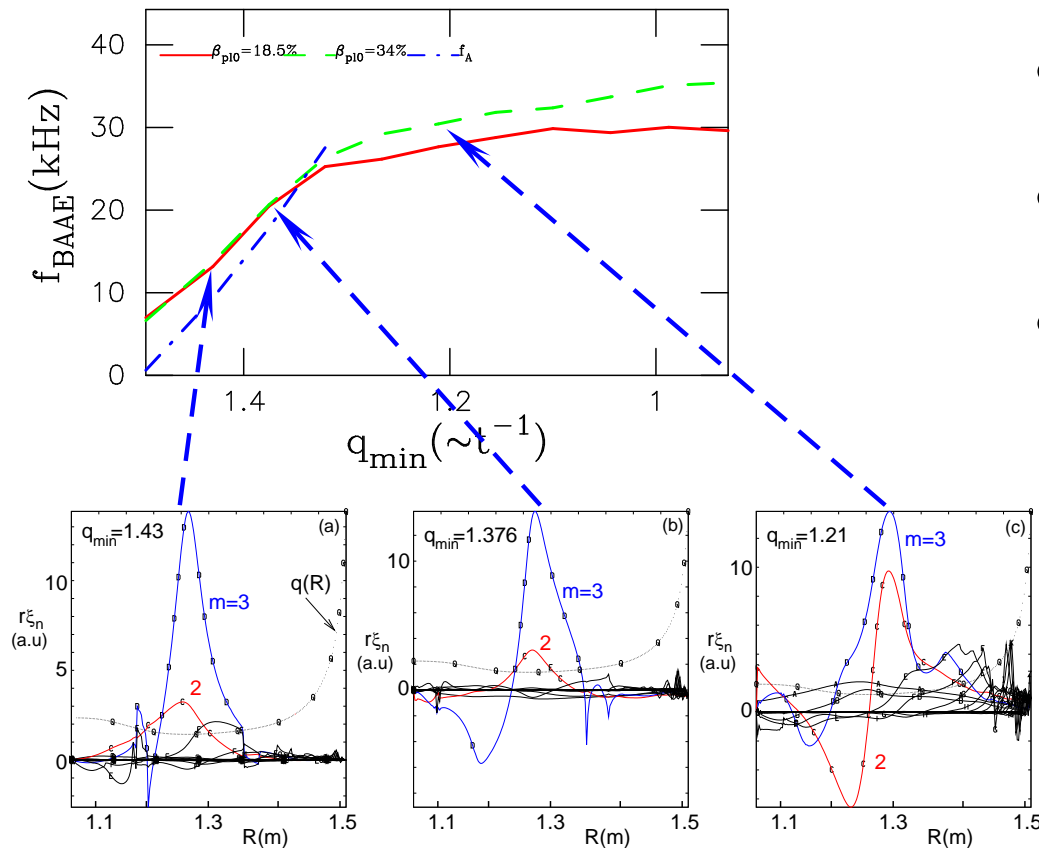 40
30
20
10
0
f_BAAE(kHz)
β_pl0=18.5%
β_pl0=34%
f_A
1.4
1.2
1
q_min(~t^-1)
q_min=1.43
(a)
10
5
0
rξ_n
(a.u)
q(R)
m=3
2
1.1
1.3
1.5
R(m)
q_min=1.376
(b)
10
0
rξ_n
(a.u)
m=3
2
1.1
1.3
1.5
R(m)
q_min=1.21
(c)
10
0
rξ_n
(a.u)
m=3
2
1.1
1.3
1.5
R(m)